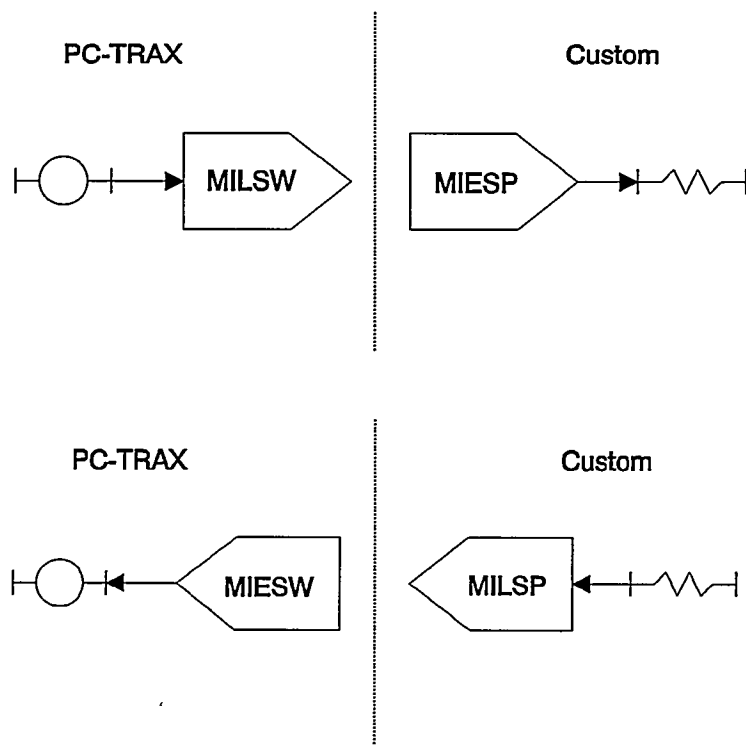 PC-TRAX
Custom
MILSW
MIESP
PC-TRAX
Custom
MIESW
MILSP